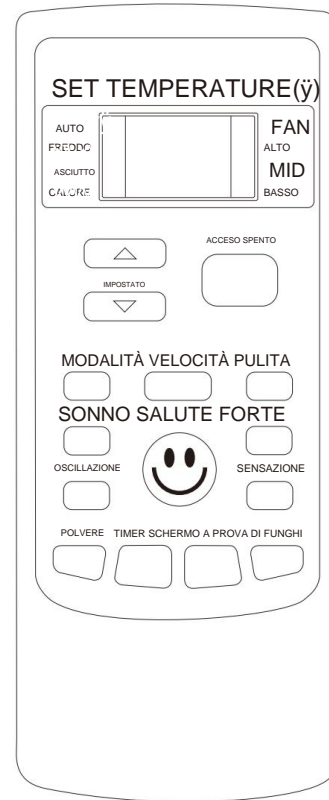 SET TEMPERATURE(ÿ)
AUTO FAN
FREDDO ALTO
ASCIUTTO MID
CALORE BASSO
ACCESO SPENTO
IMPOSTATO
MODALITÀ VELOCITÀ PULITA
SONNO SALUTE FORTE
OSCILLAZIONE SENSAZIONE
POLVERE TIMER SCHERMO A PROVA DI FUNGHI